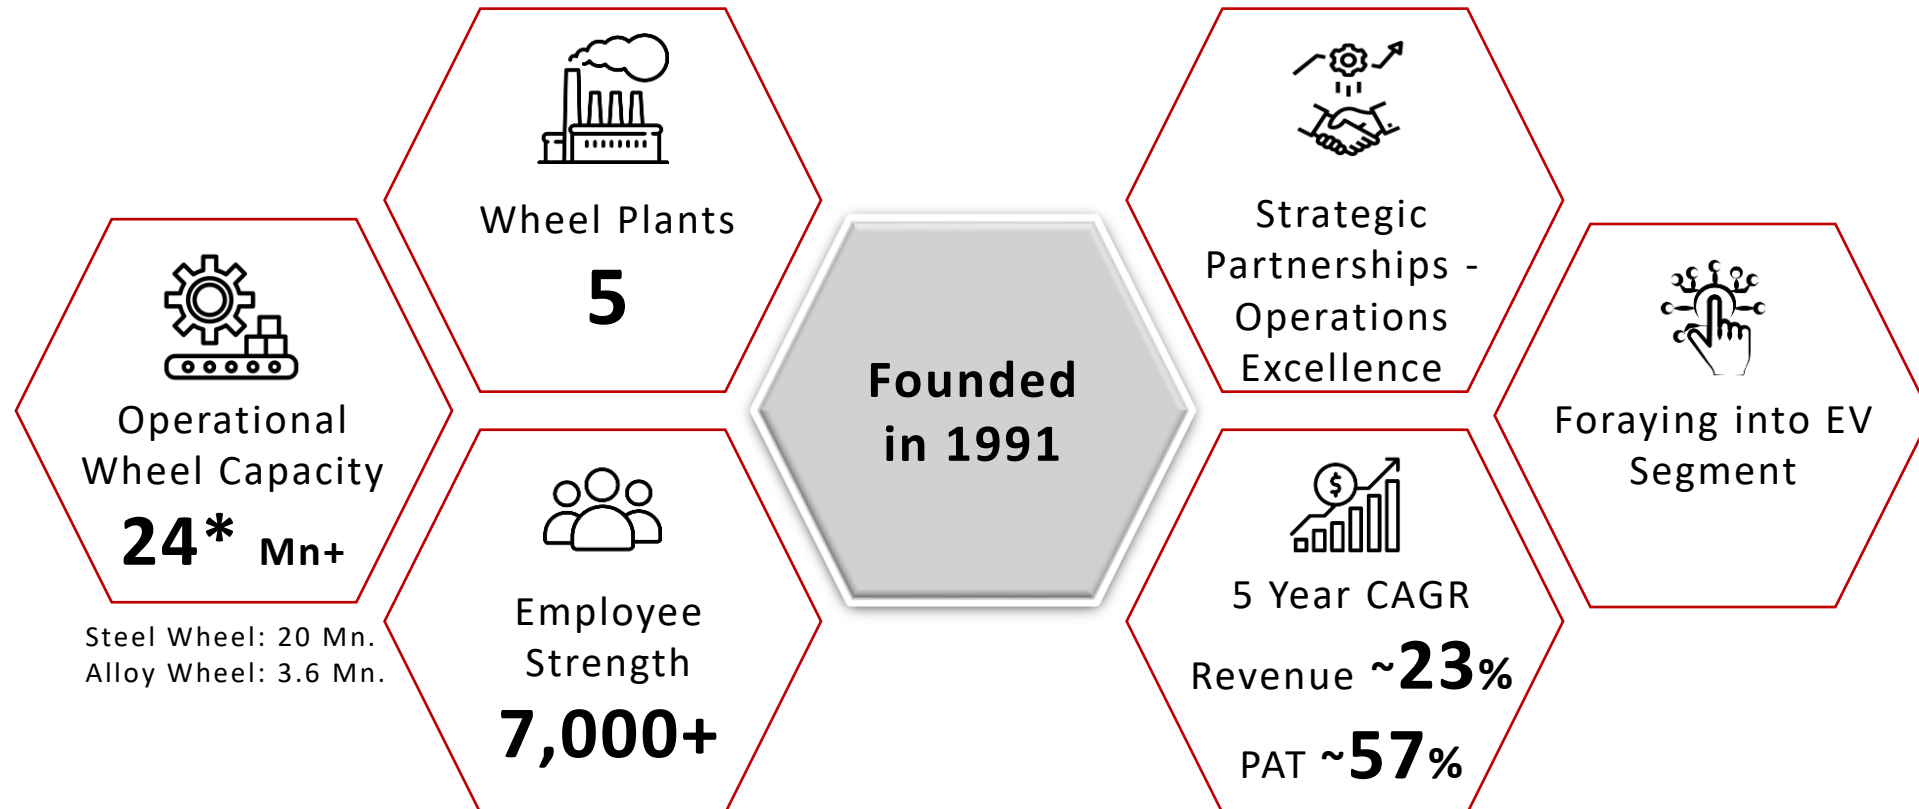 Wheel Plants
5
Operational
Wheel Capacity
24* Mn+
Steel Wheel: 20 Mn.
Alloy Wheel: 3.6 Mn.
Employee
Strength
7,000+
Founded
in 1991
Strategic
Partnerships -
Operations
Excellence
Foraying into EV
Segment
$
5 Year CAGR
Revenue ~23%
PAT ~57%